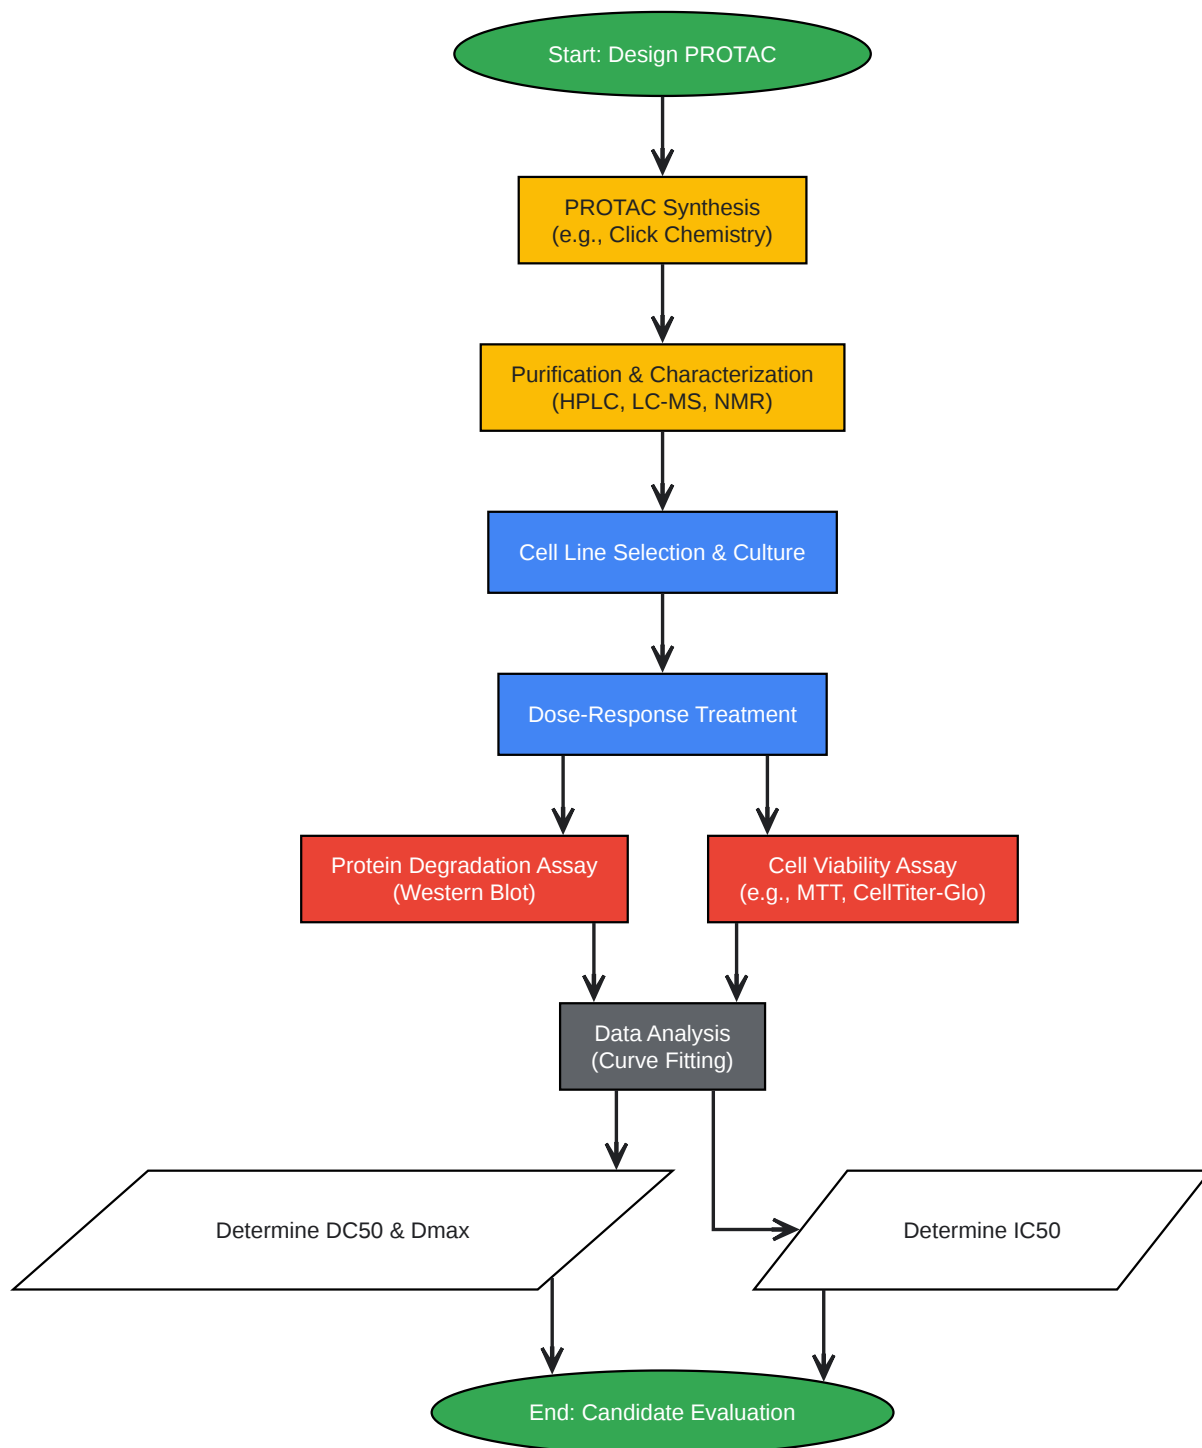 Start: Design PROTAC
PROTAC Synthesis
(e.g., Click Chemistry)
Purification & Characterization
(HPLC, LC-MS, NMR)
Cell Line Selection & Culture
Dose-Response Treatment
Protein Degradation Assay
(Western Blot)
Cell Viability Assay
(e.g., MTT, CellTiter-Glo)
Data Analysis
(Curve Fitting)
Determine DC50 & Dmax
Determine IC50
End: Candidate Evaluation